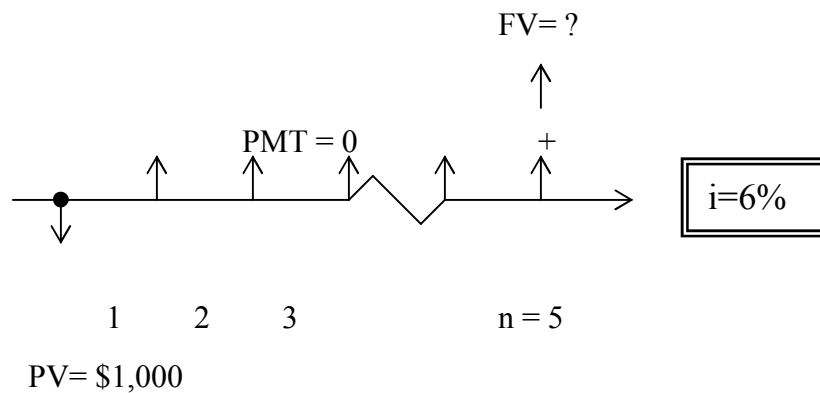 FV= ?
PMT = 0
+
i=6%
1 2 3 n = 5
PV= $1,000